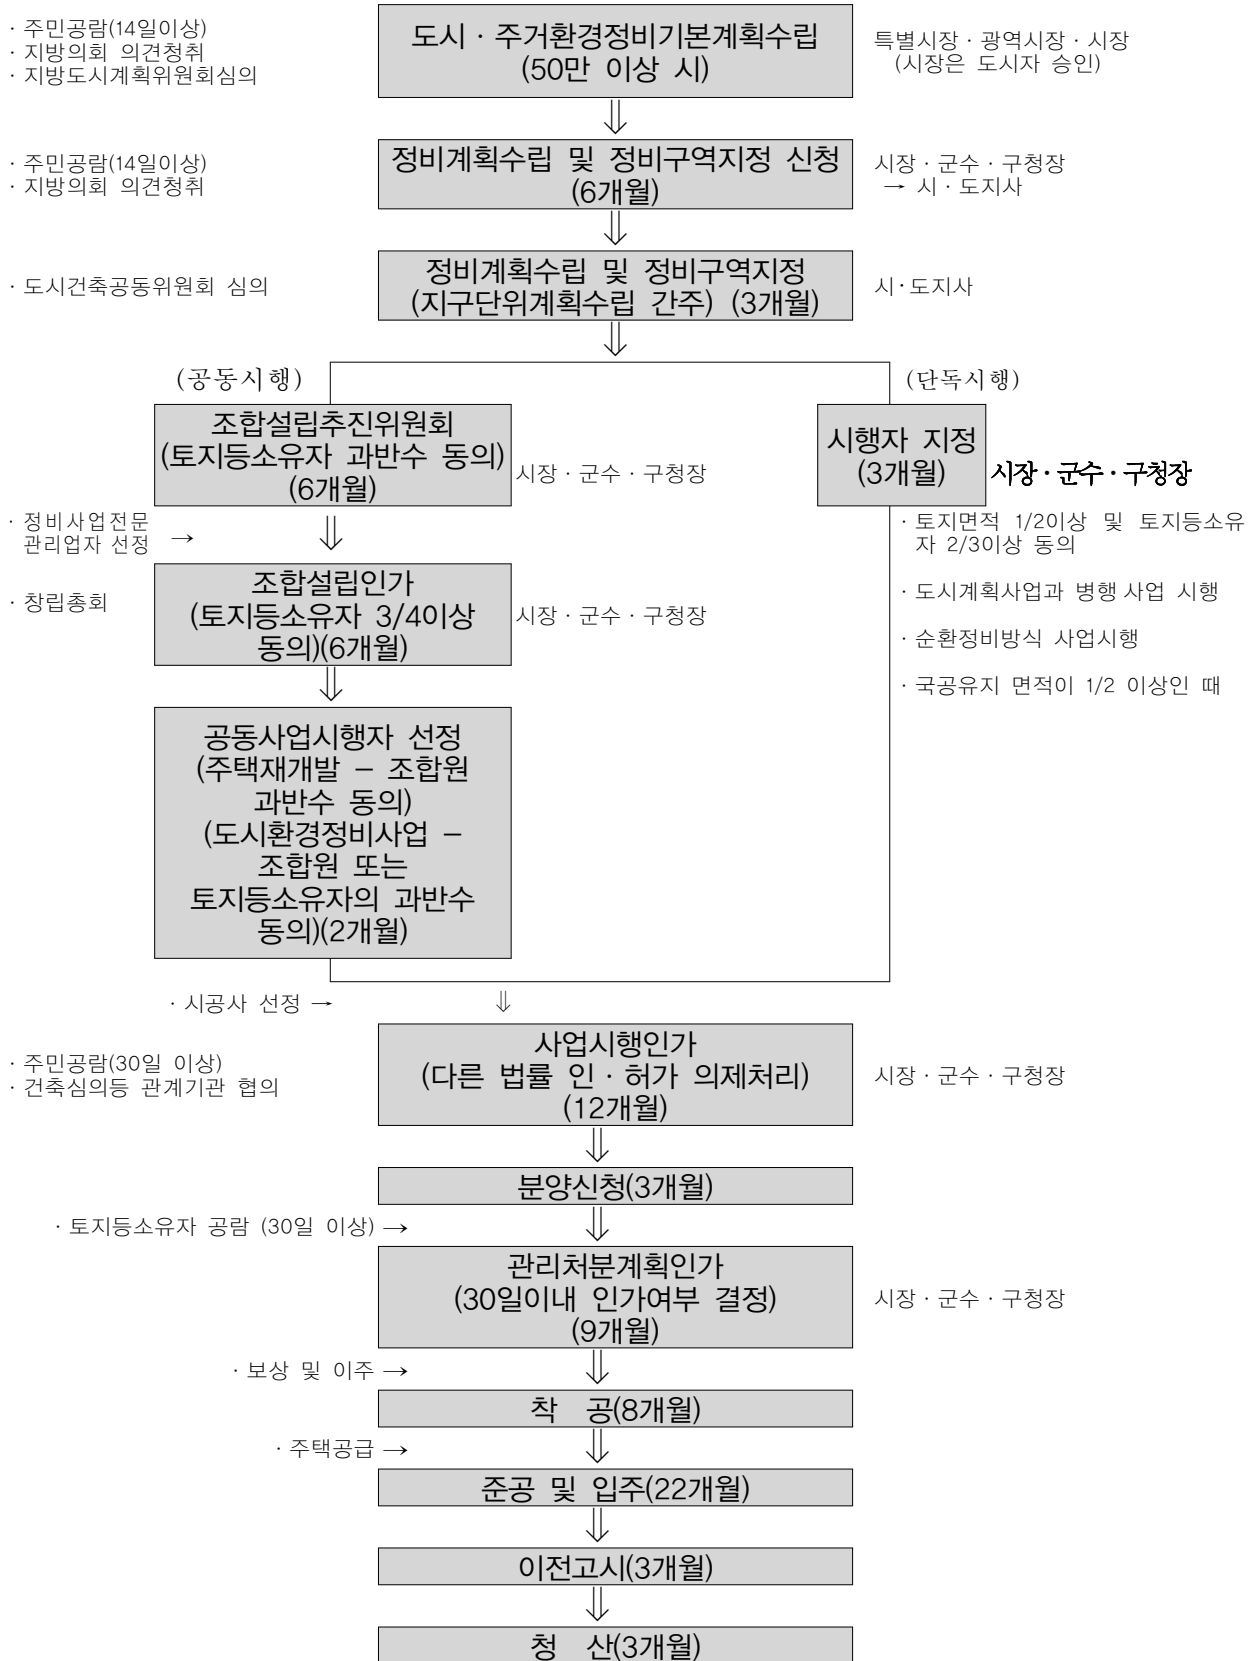 · 주민공람(14일이상)
· 지방의회 의견청취
· 지방도시계획위원회심의
도시 · 주거환경정비기본계획수립
(50만 이상 시)
특별시장 · 광역시장 · 시장
(시장은 도시자 승인)
⇓
· 주민공람(14일이상)
· 지방의회 의견청취
정비계획수립 및 정비구역지정 신청
(6개월)
시장 · 군수 · 구청장
→ 시 · 도지사
⇓
· 도시건축공동위원회 심의
정비계획수립 및 정비구역지정
(지구단위계획수립 간주) (3개월)
시·도지사
⇓
(공동시행)
(단독시행)
조합설립추진위원회
(토지등소유자 과반수 동의)
(6개월)
시장 · 군수 · 구청장
시행자 지정
(3개월)
시장 · 군수 · 구청장
· 정비사업전문
관리업자 선정 →
⇓
· 토지면적 1/2이상 및 토지등소유
자 2/3이상 동의
· 도시계획사업과 병행 사업 시행
· 순환정비방식 사업시행
· 국공유지 면적이 1/2 이상인 때
· 창립총회
조합설립인가
(토지등소유자 3/4이상
동의)(6개월)
시장 · 군수 · 구청장
⇓
공동사업시행자 선정
(주택재개발 – 조합원
과반수 동의)
(도시환경정비사업 –
조합원 또는
토지등소유자의 과반수
동의)(2개월)
· 시공사 선정 →
⇓
· 주민공람(30일 이상)
· 건축심의등 관계기관 협의
사업시행인가
(다른 법률 인 · 허가 의제처리)
(12개월)
시장 · 군수 · 구청장
⇓
분양신청(3개월)
· 토지등소유자 공람 (30일 이상) →
⇓
관리처분계획인가
(30일이내 인가여부 결정)
(9개월)
시장 · 군수 · 구청장
· 보상 및 이주 →
⇓
착 공(8개월)
· 주택공급 →
⇓
준공 및 입주(22개월)
⇓
이전고시(3개월)
⇓
청 산(3개월)